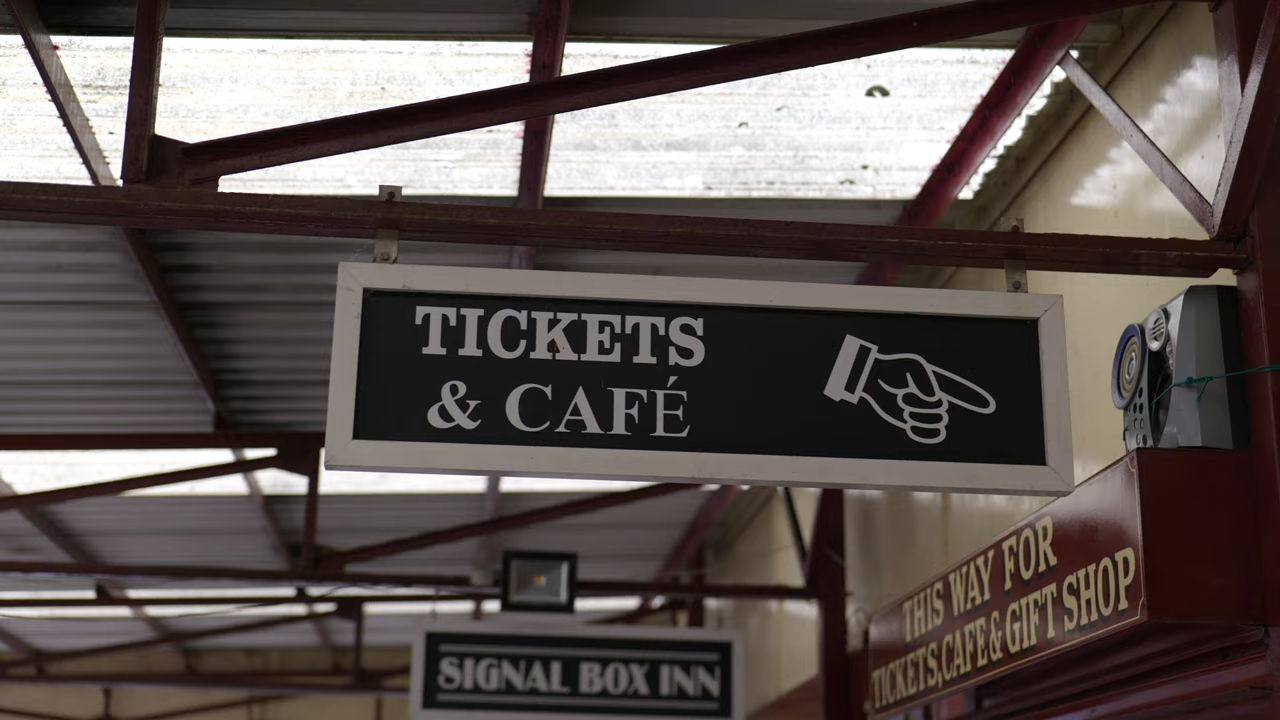 TICKETS
& CAFÉ
THIS WAY FOR
TICKETS,CAFE & GIFT SHOP
SIGNAL BOX INN